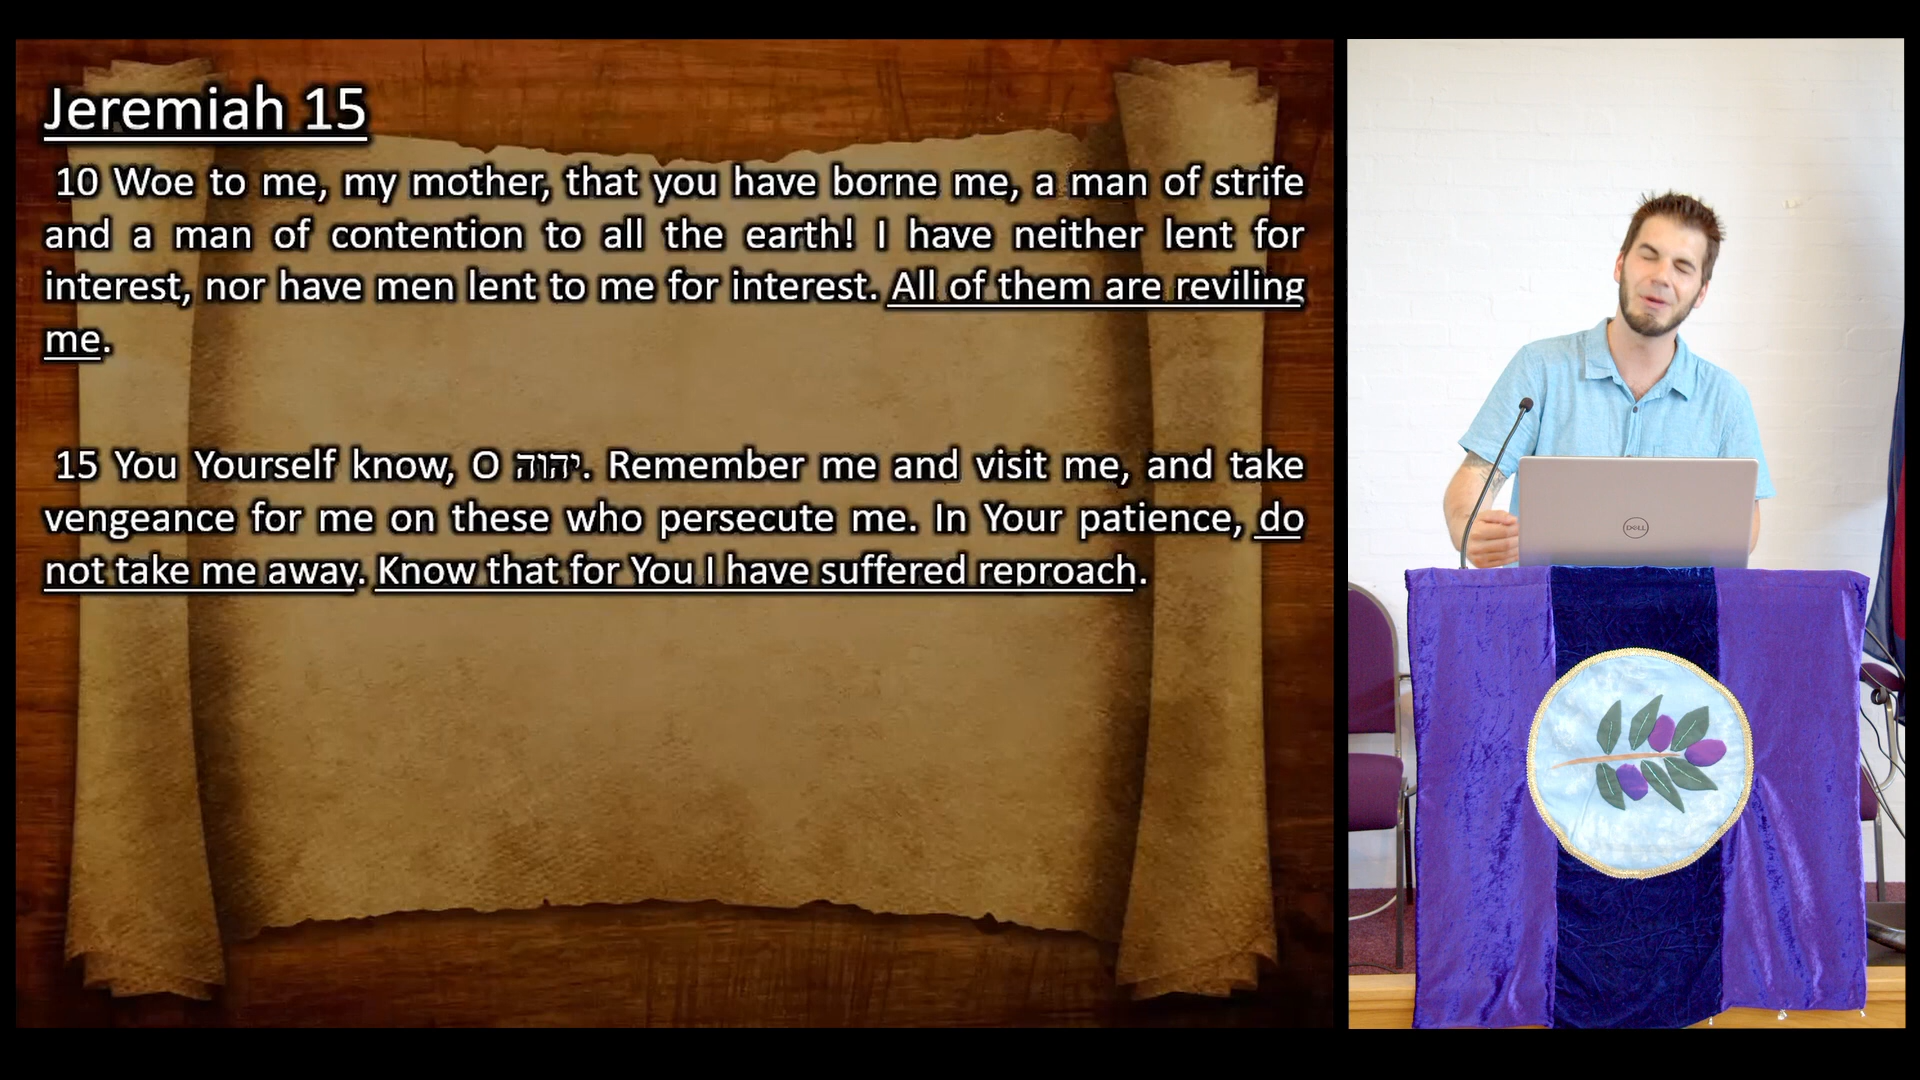 Jeremiah 15
10 Woe to me, my mother, that you have borne me, a man of strife
and a man of contention to all the earth! I have neither lent for
interest, nor have men lent to me for interest. All of them are reviling
me.
15 You Yourself know, O יהוה. Remember me and visit me, and take
vengeance for me on these who persecute me. In Your patience, do
not take me away. Know that for You I have suffered reproach.
DELL